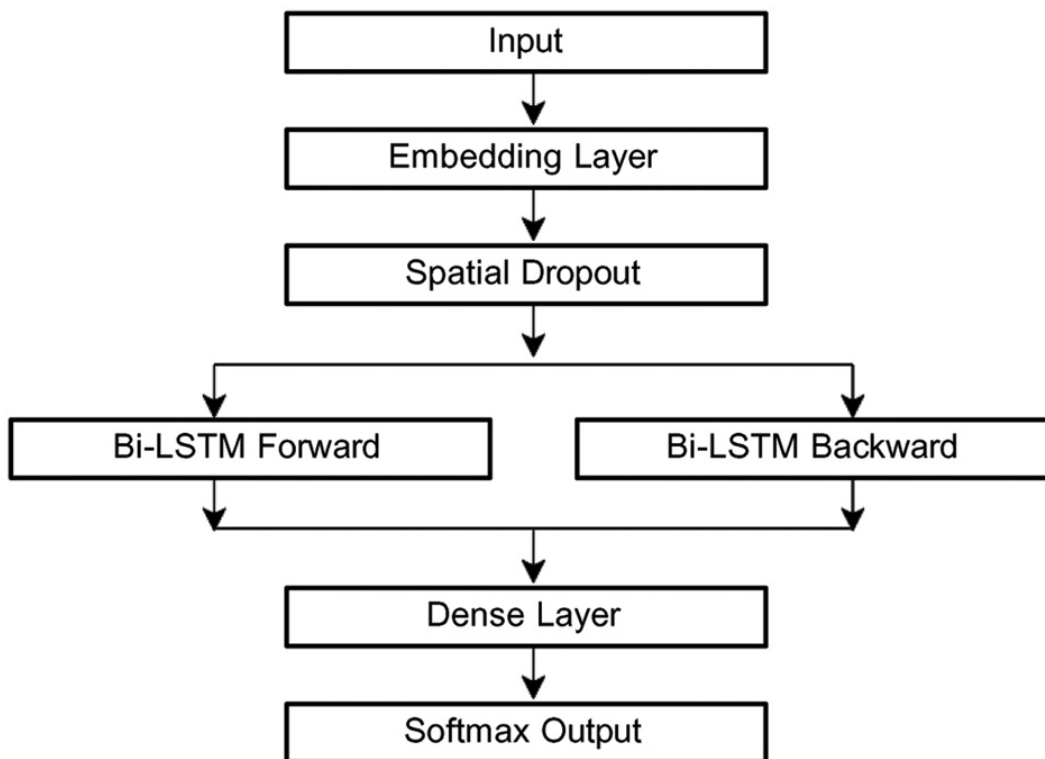 Input
Embedding Layer
Spatial Dropout
Bi-LSTM Forward
Bi-LSTM Backward
Dense Layer
Softmax Output